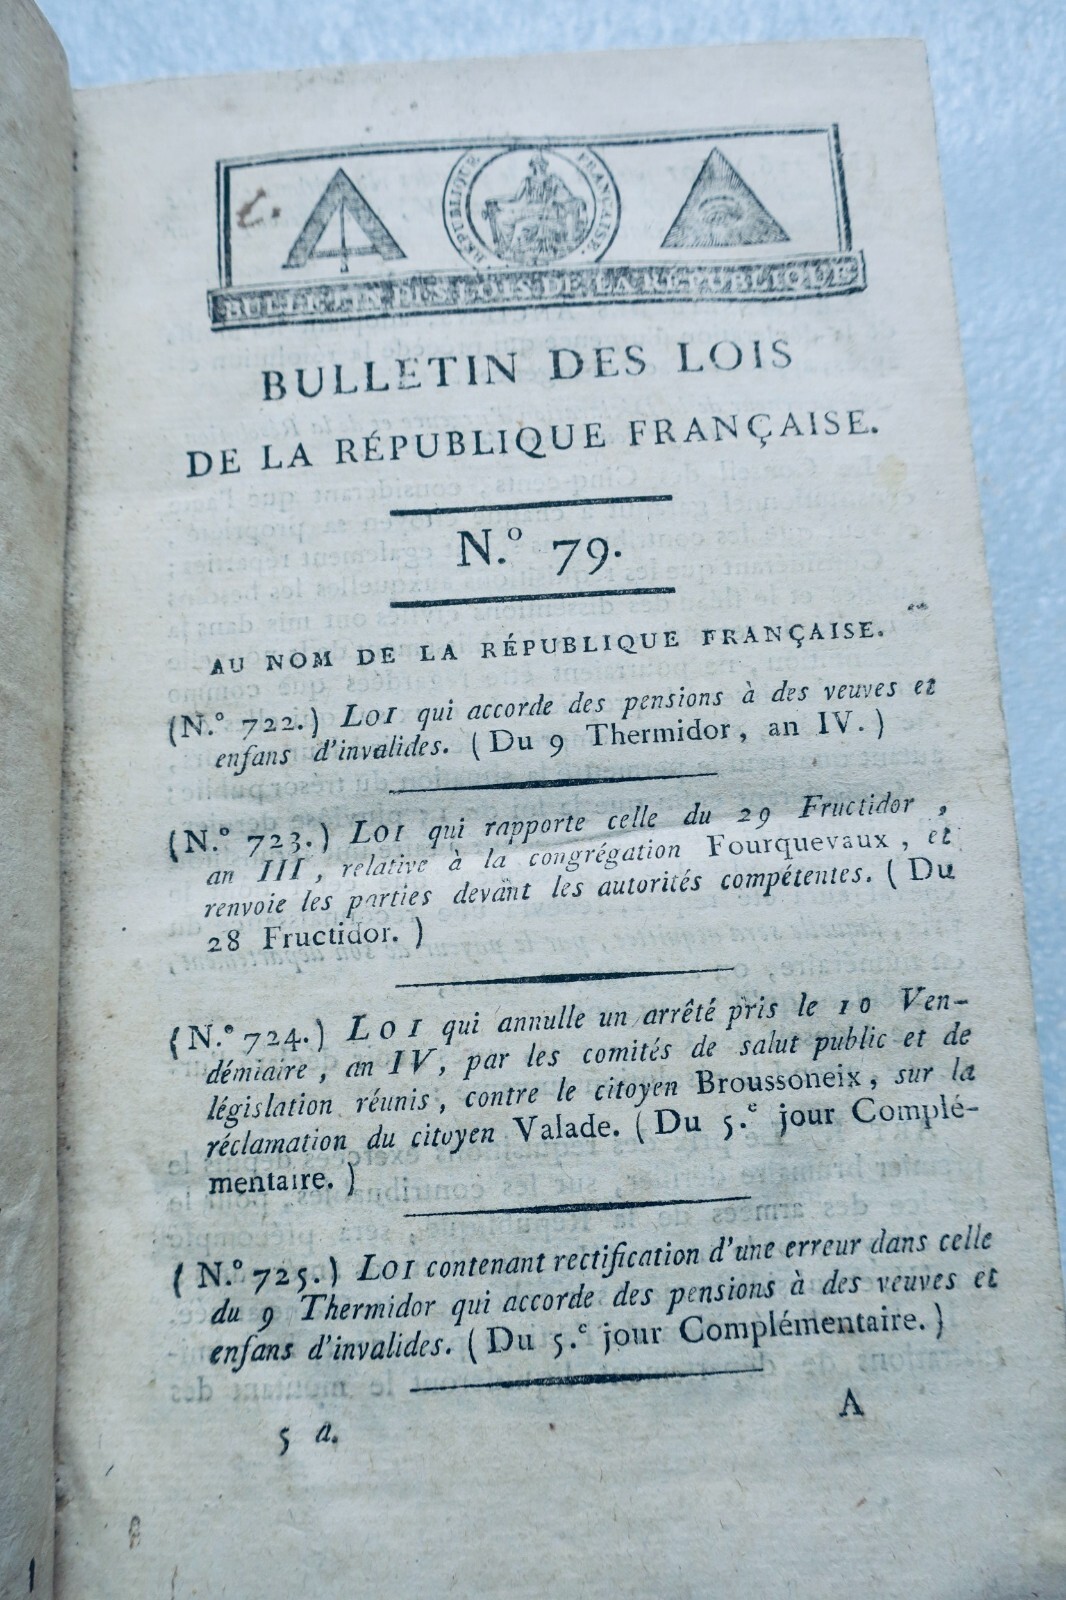 RÉPUBLIQUE FRANÇAISE.
BULLETIN DES LOIS DE LA RÉPUBLIQUE
BULLETIN DES LOIS
DE LA RÉPUBLIQUE FRANÇAISE.
N.º 79.
AU NOM DE LA RÉPUBLIQUE FRANÇAISE.
(N.º 722.) LOI qui accorde des pensions à des veuves et
enfans d'invalides. (Du 9 Thermidor, an IV.)
(N.º 723.) LOI qui rapporte celle du 29 Fructidor,
an III, relative à la congrégation Fourquevaux, et
renvoie les parties devant les autorités compétentes. (Du
28 Fructidor.)
(N.º 724.) LOI qui annulle un arrêté pris le 10 Ven-
démiaire, an IV, par les comités de salut public et de
législation réunis, contre le citoyen Broussoneix, sur la
réclamation du citoyen Valade. (Du 5.e jour Complé-
mentaire.)
(N.º 725.) LOI contenant rectification d'une erreur dans celle
du 9 Thermidor qui accorde des pensions à des veuves et
enfans d'invalides. (Du 5.e jour Complémentaire.)
A
5 a.